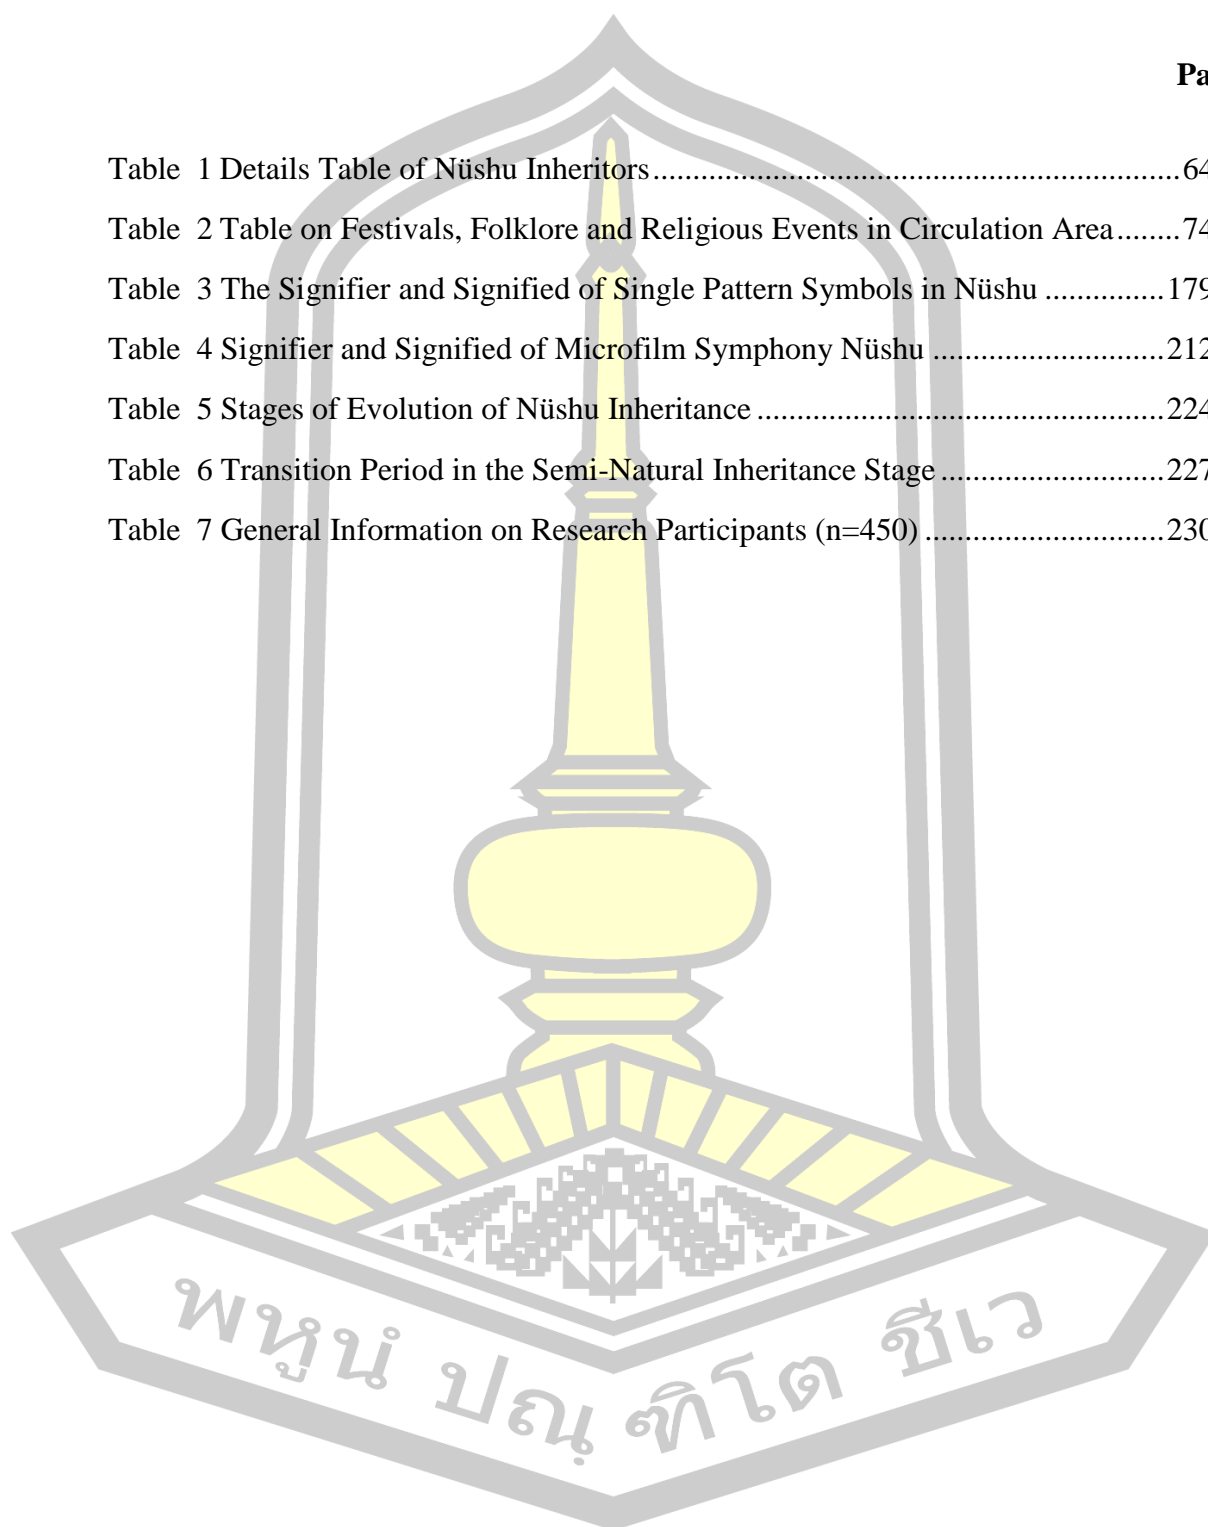 Pa
Table 1 Details Table of Nüshu Inheritors...............................................................64
Table 2 Table on Festivals, Folklore and Religious Events in Circulation Area........74
Table 3 The Signifier and Signified of Single Pattern Symbols in Nüshu ...............179
Table 4 Signifier and Signified of Microfilm Symphony Nüshu ............................212
Table 5 Stages of Evolution of Nüshu Inheritance .................................................224
Table 6 Transition Period in the Semi-Natural Inheritance Stage...........................227
Table 7 General Information on Research Participants (n=450) .............................230
พหูนํ ปณฺฑิโต ชีเว